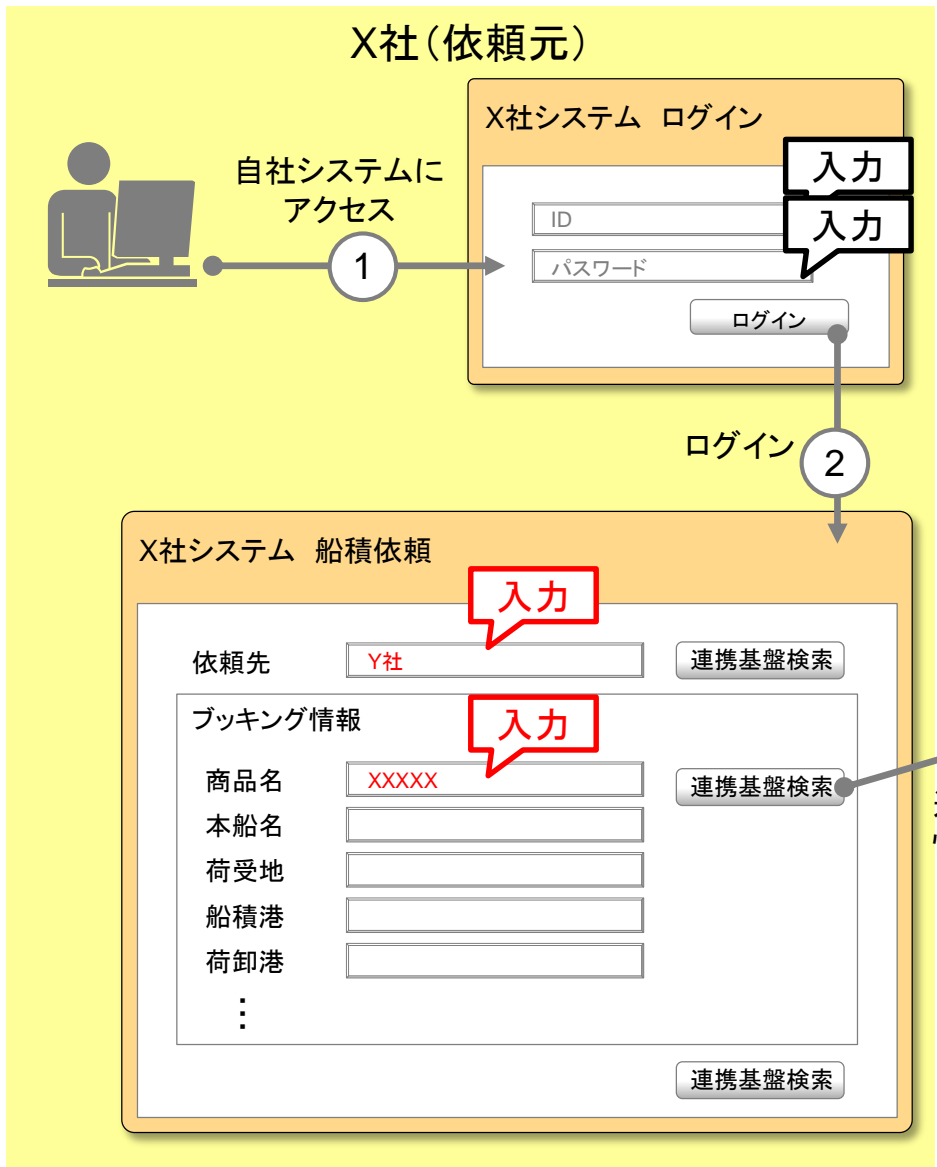 X社（依頼元）
X社システム　ログイン
自社システムに
アクセス
入力
ID
入力
パスワード
1
ログイン
ログイン
2
X社システム　船積依頼
入力
依頼先
Y社
連携基盤検索
ブッキング情報
入力
商品名
XXXXX
連携基盤検索
本船名
荷受地
船積港
荷卸港
⋮
連携基盤検索